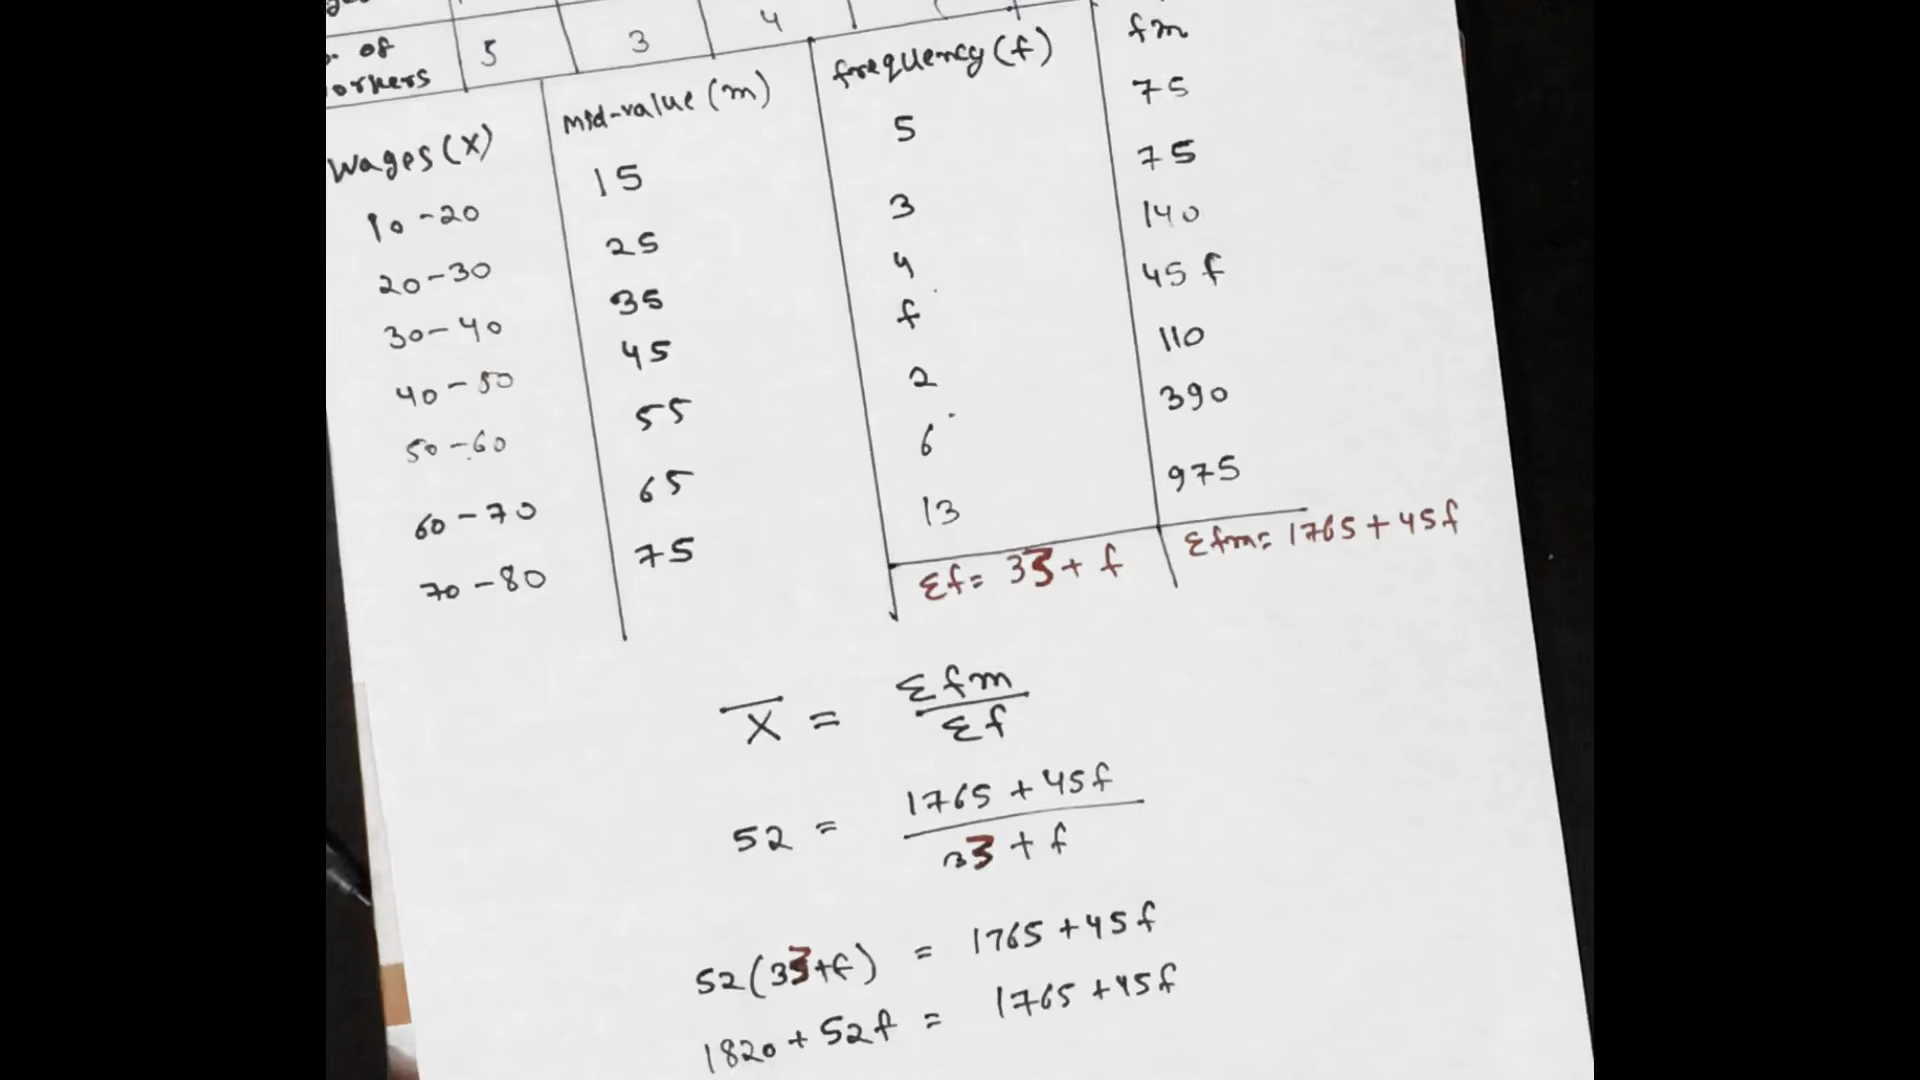 of 5 3 4
orkers
Wages (X) mid-value (m) frequency (f) fm
10-20 15 5 75
20-30 25 3 75
30-40 35 4 140
40-50 45 f 45 f
50-60 55 2 110
60-70 65 6 390
70-80 75 13 975
Σf= 33+ f Σfm= 1765+45f
X̅ = Σfm / Σf
52 = 1765 + 45f / 33 + f
52(33+f) = 1765 +45f
1820 + 52f = 1765 +45f